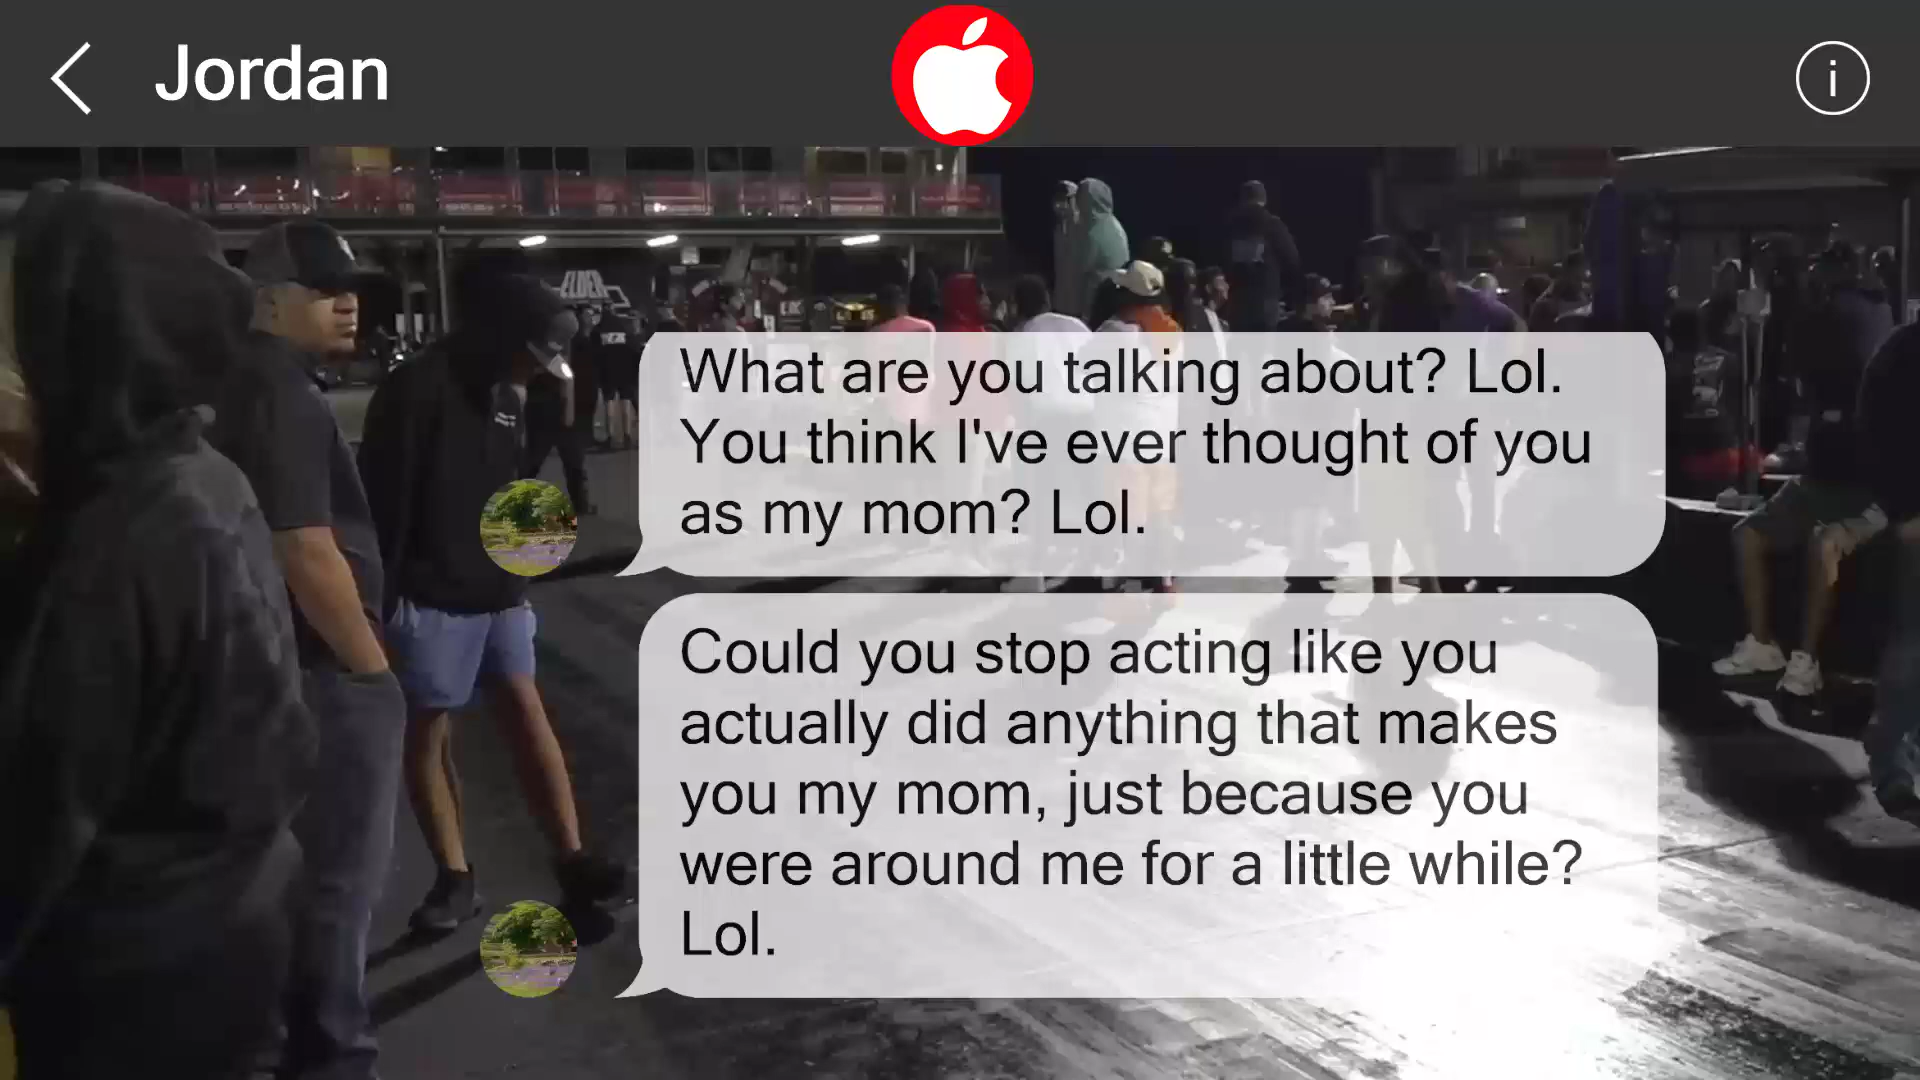 Jordan
i
ELDER
What are you talking about? Lol.
You think I've ever thought of you
as my mom? Lol.
Could you stop acting like you
actually did anything that makes
you my mom, just because you
were around me for a little while?
Lol.